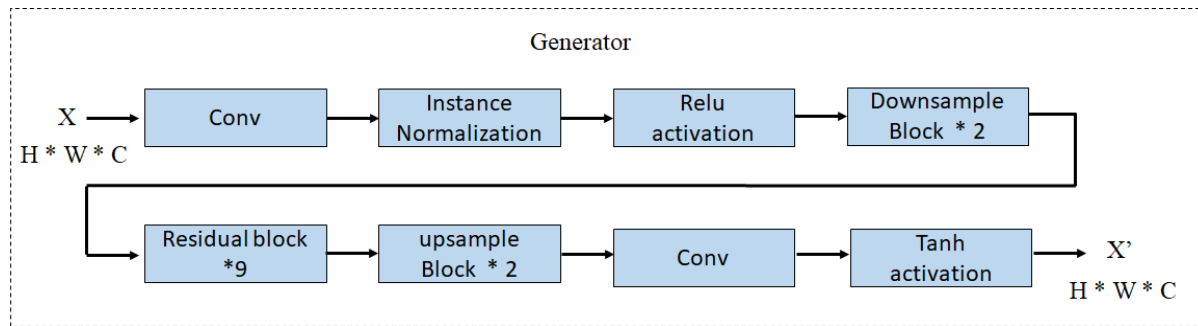 Generator
X
H * W * C
Conv
Instance
Normalization
Relu
activation
Downsample
Block * 2
Residual block
*9
upsample
Block * 2
Conv
Tanh
activation
X’
H * W * C